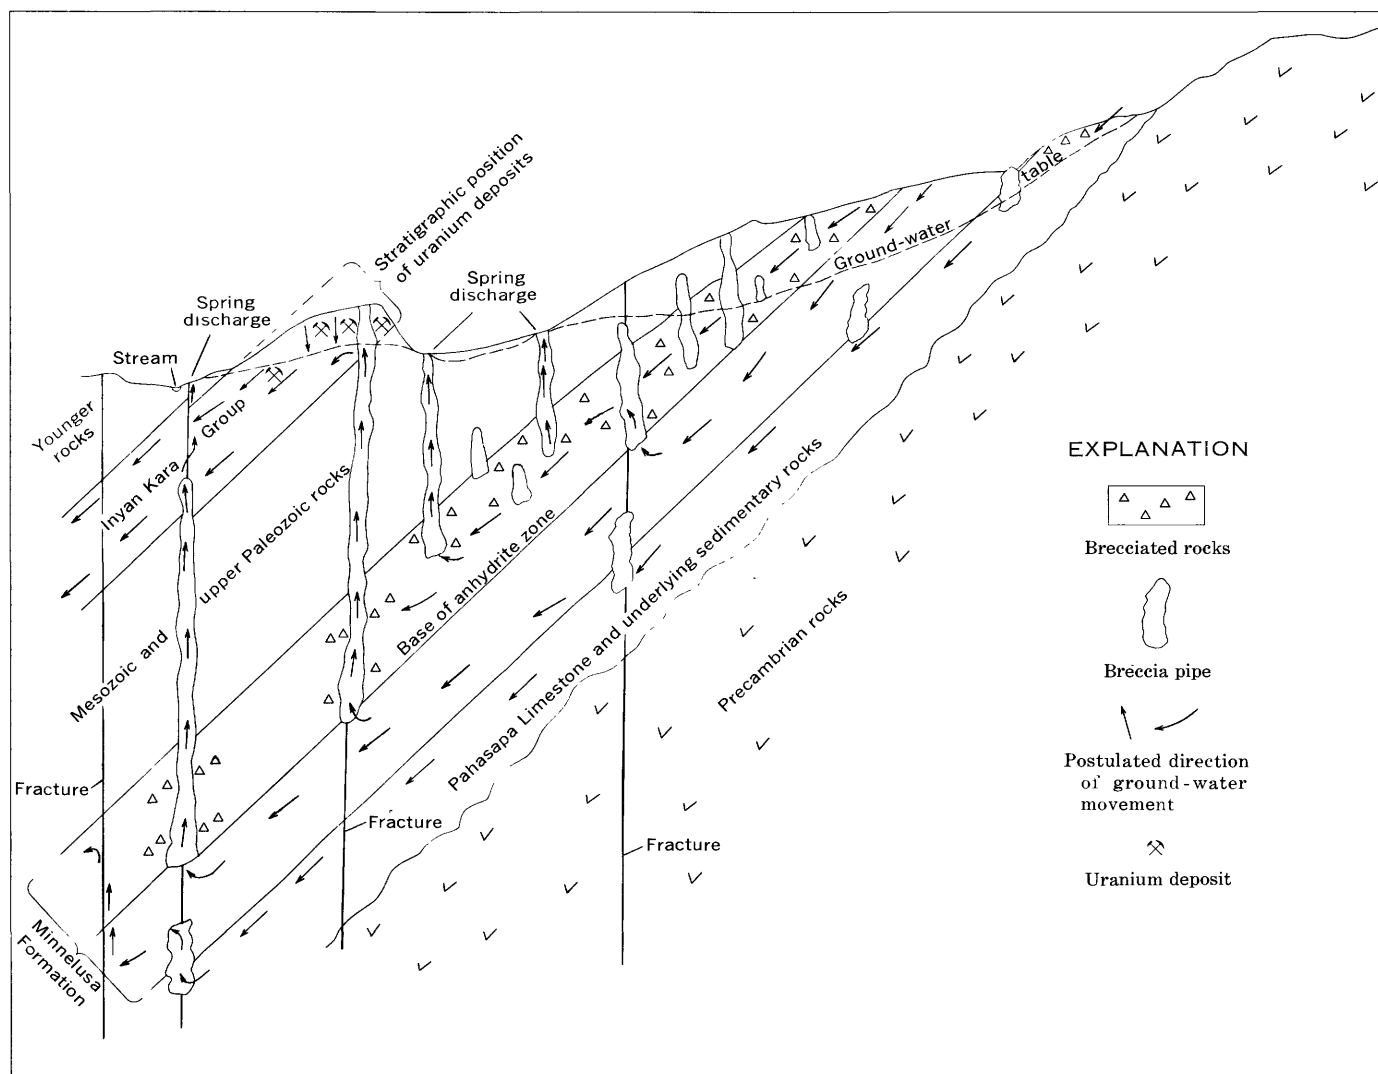 Stratigraphic position
of uranium deposits
Spring
discharge
Spring
discharge
Stream
Ground-water
table
Younger
rocks
Inyan Kara
Group
Mesozoic and
upper Paleozoic rocks
Base of anhydrite zone
Pahasapa Limestone and underlying sedimentary rocks
Precambrian rocks
Fracture
Fracture
Fracture
Minnelusa
Formation
EXPLANATION
Brecciated rocks
Breccia pipe
Postulated direction
of ground-water
movement
Uranium deposit